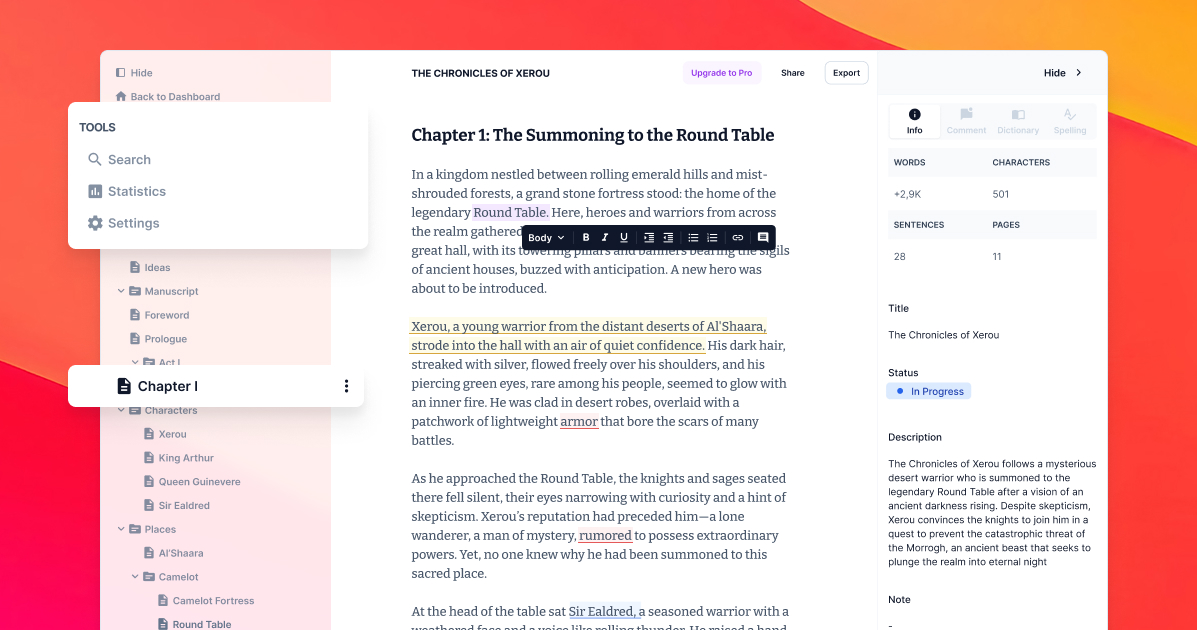 Hide
Back to Dashboard
TOOLS
Search
Statistics
Settings
Ideas
Manuscript
Foreword
Prologue
Act I
Chapter I
Characters
Xerou
King Arthur
Queen Guinevere
Sir Ealdred
Places
Al'Shaara
Camelot
Camelot Fortress
Round Table
THE CHRONICLES OF XEROU
Upgrade to Pro
Share
Export
Chapter 1: The Summoning to the Round Table
In a kingdom nestled between rolling emerald hills and mist-
shrouded forests, a grand stone fortress stood: the home of the
legendary Round Table. Here, heroes and warriors from across
the realm gathered
Body B I U
great hall, with its towering pillars and banners bearing the sigils
of ancient houses, buzzed with anticipation. A new hero was
about to be introduced.
Xerou, a young warrior from the distant deserts of Al'Shaara,
strode into the hall with an air of quiet confidence. His dark hair,
streaked with silver, flowed freely over his shoulders, and his
piercing green eyes, rare among his people, seemed to glow with
an inner fire. He was clad in desert robes, overlaid with a
patchwork of lightweight armor that bore the scars of many
battles.
As he approached the Round Table, the knights and sages seated
there fell silent, their eyes narrowing with curiosity and a hint of
skepticism. Xerou's reputation had preceded him—a lone
wanderer, a man of mystery, rumored to possess extraordinary
powers. Yet, no one knew why he had been summoned to this
sacred place.
At the head of the table sat Sir Ealdred, a seasoned warrior with a
weathered face and a voice like rolling thunder. He raised a hand
Hide
Info
Comment
Dictionary
Spelling
WORDS CHARACTERS
+2,9K 501
SENTENCES PAGES
28 11
Title
The Chronicles of Xerou
Status
In Progress
Description
The Chronicles of Xerou follows a mysterious
desert warrior who is summoned to the
legendary Round Table after a vision of an
ancient darkness rising. Despite skepticism,
Xerou convinces the knights to join him in a
quest to prevent the catastrophic threat of
the Morrogh, an ancient beast that seeks to
plunge the realm into eternal night
Note
-